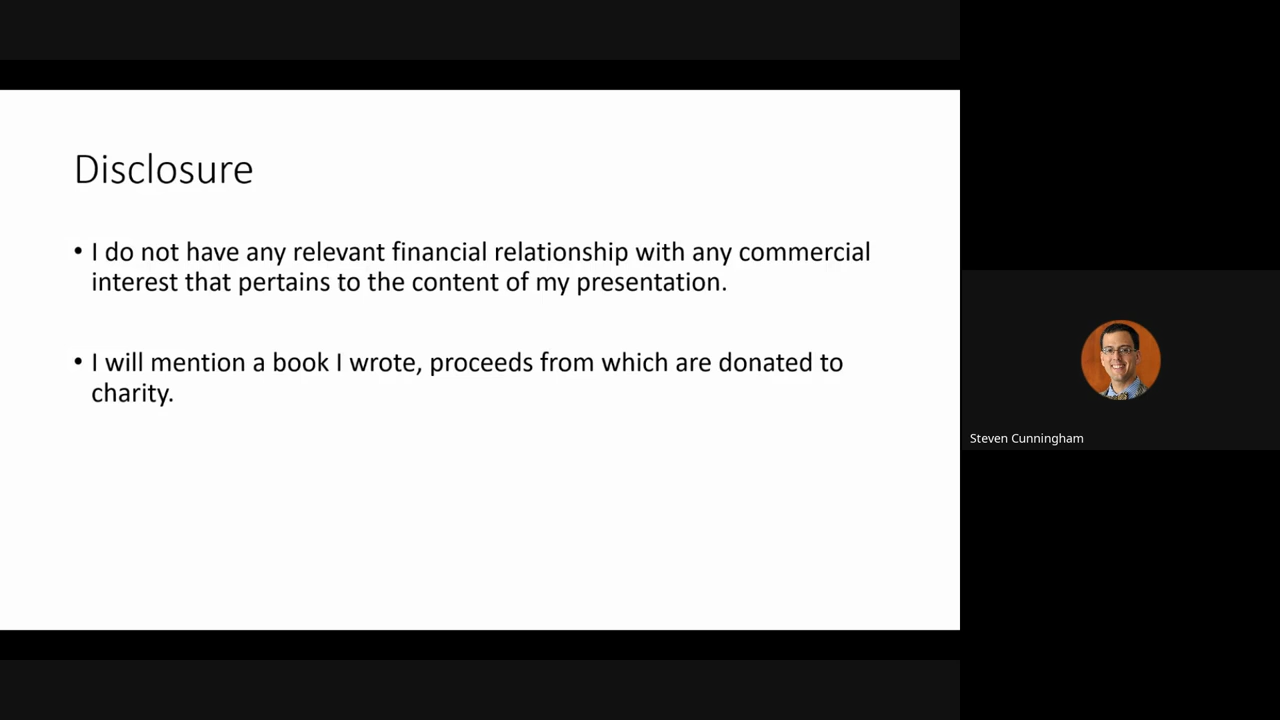 Disclosure
• I do not have any relevant financial relationship with any commercial
interest that pertains to the content of my presentation.
• I will mention a book I wrote, proceeds from which are donated to
charity.
Steven Cunningham